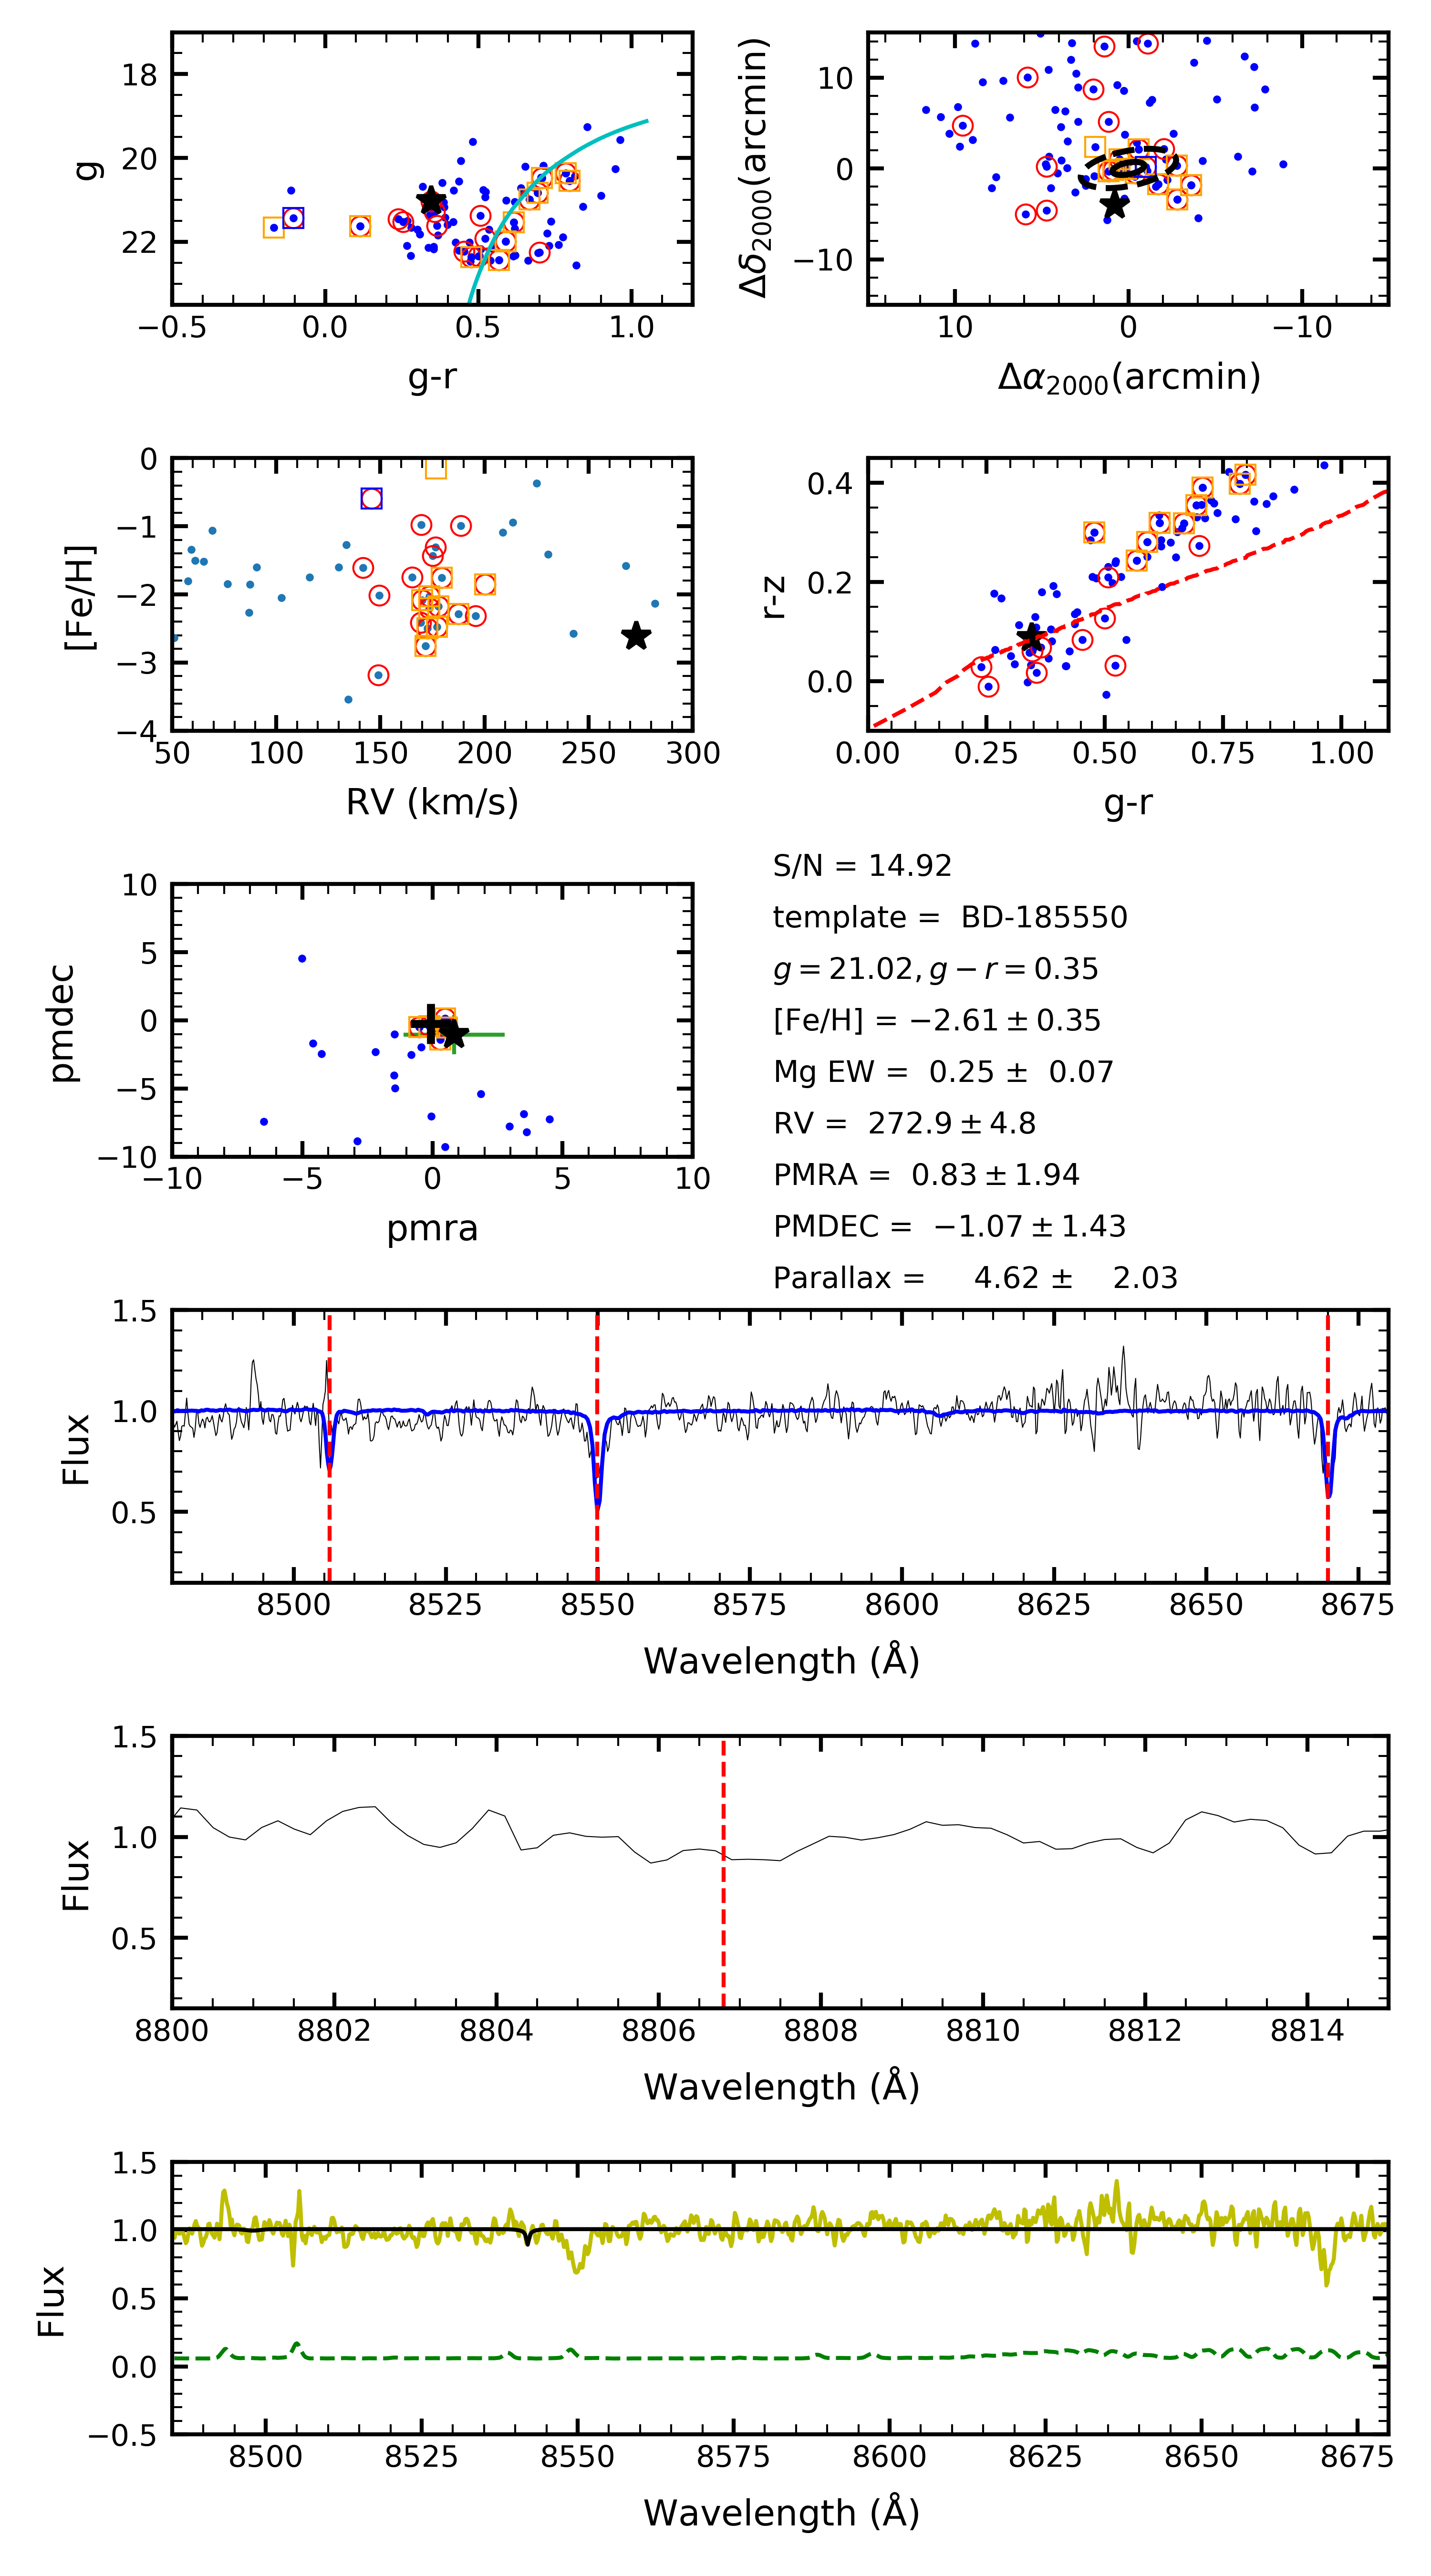 18
20
22
g
−0.5 0.0 0.5 1.0
g-r
10
0
−10
Δδ2000(arcmin)
10 0 −10
Δα2000(arcmin)
0
−1
−2
−3
−4
[Fe/H]
50 100 150 200 250 300
RV (km/s)
0.4
0.2
0.0
r-z
0.00 0.25 0.50 0.75 1.00
g-r
10
5
0
−5
−10
pmdec
−10 −5 0 5 10
pmra
S/N = 14.92
template = BD-185550
g = 21.02, g − r = 0.35
[Fe/H] = −2.61 ± 0.35
Mg EW = 0.25 ± 0.07
RV = 272.9 ± 4.8
PMRA = 0.83 ± 1.94
PMDEC = −1.07 ± 1.43
Parallax = 4.62 ± 2.03
1.5
1.0
0.5
Flux
8500 8525 8550 8575 8600 8625 8650 8675
Wavelength (Å)
1.5
1.0
0.5
Flux
8800 8802 8804 8806 8808 8810 8812 8814
Wavelength (Å)
1.5
1.0
0.5
0.0
−0.5
Flux
8500 8525 8550 8575 8600 8625 8650 8675
Wavelength (Å)